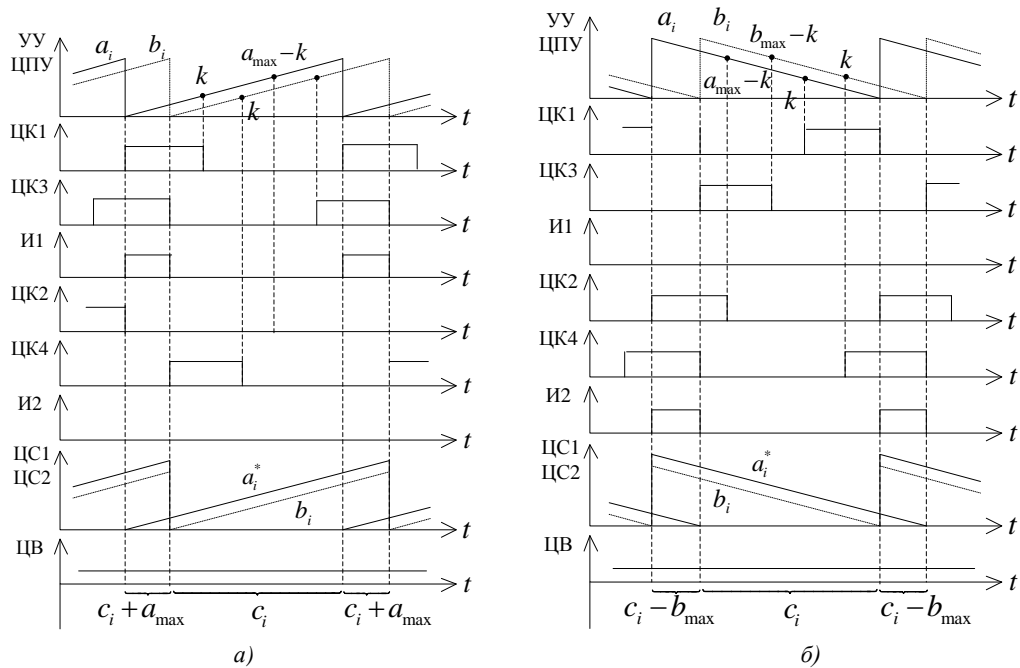 УУ
ЦПУ
a_i
b_i
a_max − k
k
k
t
ЦК1
t
ЦК3
t
И1
t
ЦК2
t
ЦК4
t
И2
t
ЦС1
ЦС2
a_i^*
b_i
t
ЦВ
t
c_i + a_max
c_i
c_i + a_max
а)
УУ
ЦПУ
a_i
b_i
b_max − k
k
a_max − k
k
t
ЦК1
t
ЦК3
t
И1
t
ЦК2
t
ЦК4
t
И2
t
ЦС1
ЦС2
a_i^*
b_i
t
ЦВ
t
c_i − b_max
c_i
c_i − b_max
б)